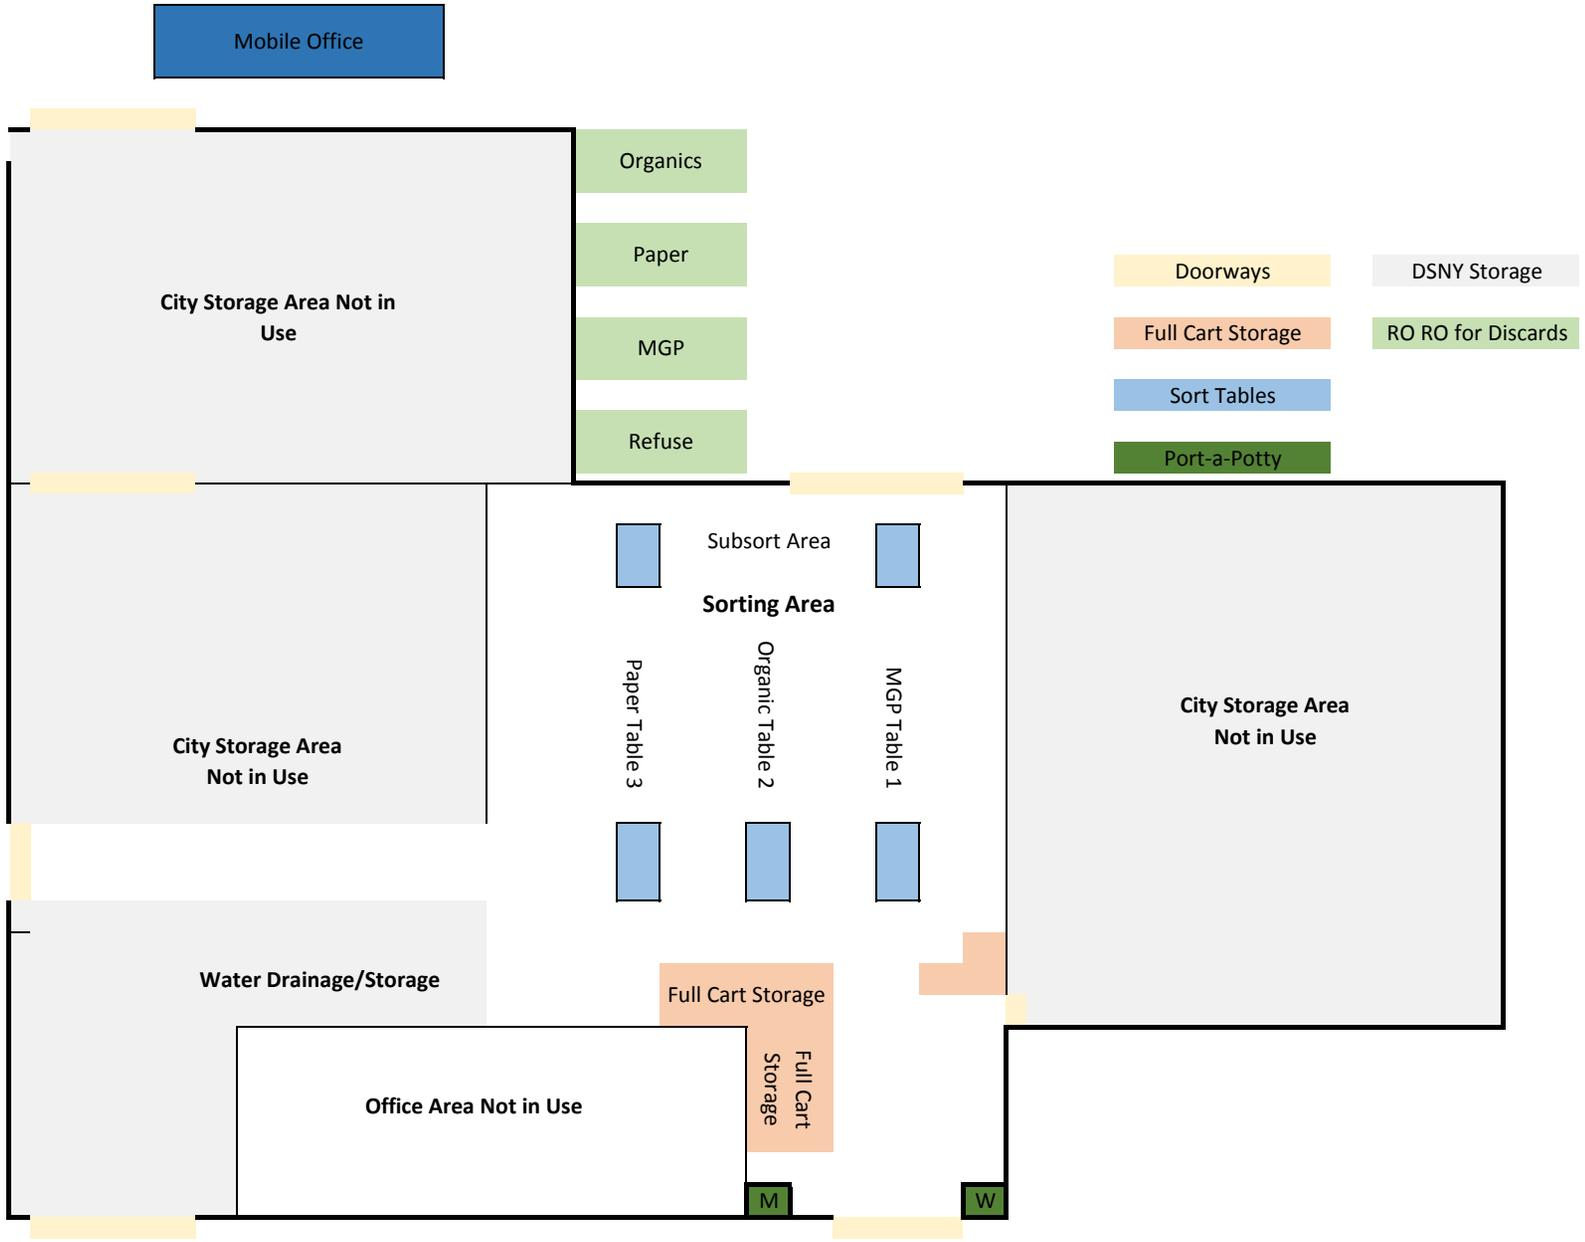 Mobile Office
Organics
Paper
MGP
Refuse
City Storage Area Not in
Use
Doorways
DSNY Storage
Full Cart Storage
RO RO for Discards
Sort Tables
Port-a-Potty
Subsort Area
Sorting Area
Paper Table 3
Organic Table 2
MGP Table 1
City Storage Area
Not in Use
City Storage Area
Not in Use
Water Drainage/Storage
Full Cart Storage
Full Cart
Storage
Office Area Not in Use
M
W